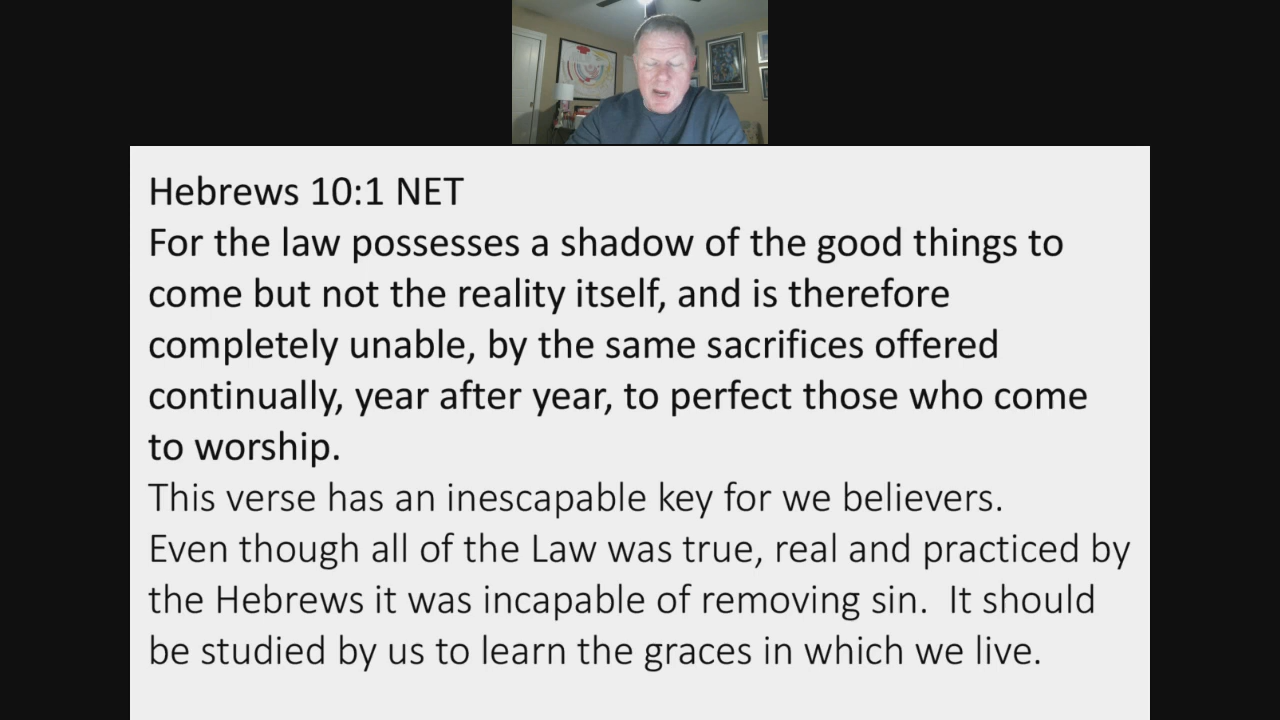 Hebrews 10:1 NET
For the law possesses a shadow of the good things to
come but not the reality itself, and is therefore
completely unable, by the same sacrifices offered
continually, year after year, to perfect those who come
to worship.
This verse has an inescapable key for we believers.
Even though all of the Law was true, real and practiced by
the Hebrews it was incapable of removing sin.  It should
be studied by us to learn the graces in which we live.